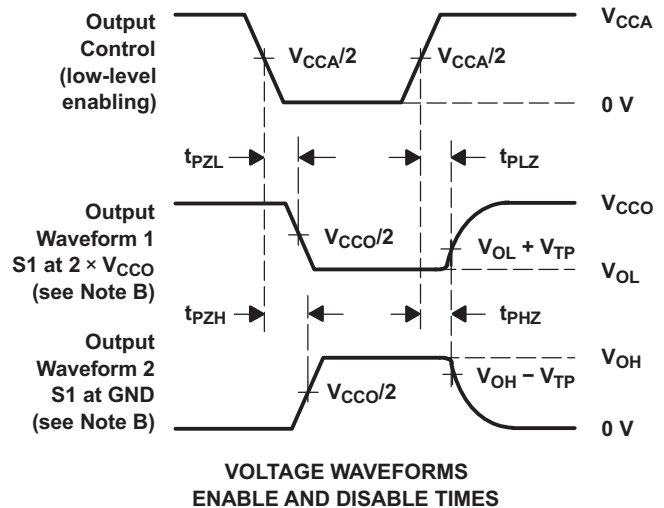 Output
Control
(low-level
enabling)
V_CCA/2
V_CCA/2
V_CCA
0 V
t_PZL
t_PLZ
Output
Waveform 1
S1 at 2 × V_CCO
(see Note B)
V_CCO/2
V_CCO
V_OL + V_TP
V_OL
t_PZH
t_PHZ
Output
Waveform 2
S1 at GND
(see Note B)
V_CCO/2
V_OH
V_OH − V_TP
0 V
VOLTAGE WAVEFORMS
ENABLE AND DISABLE TIMES